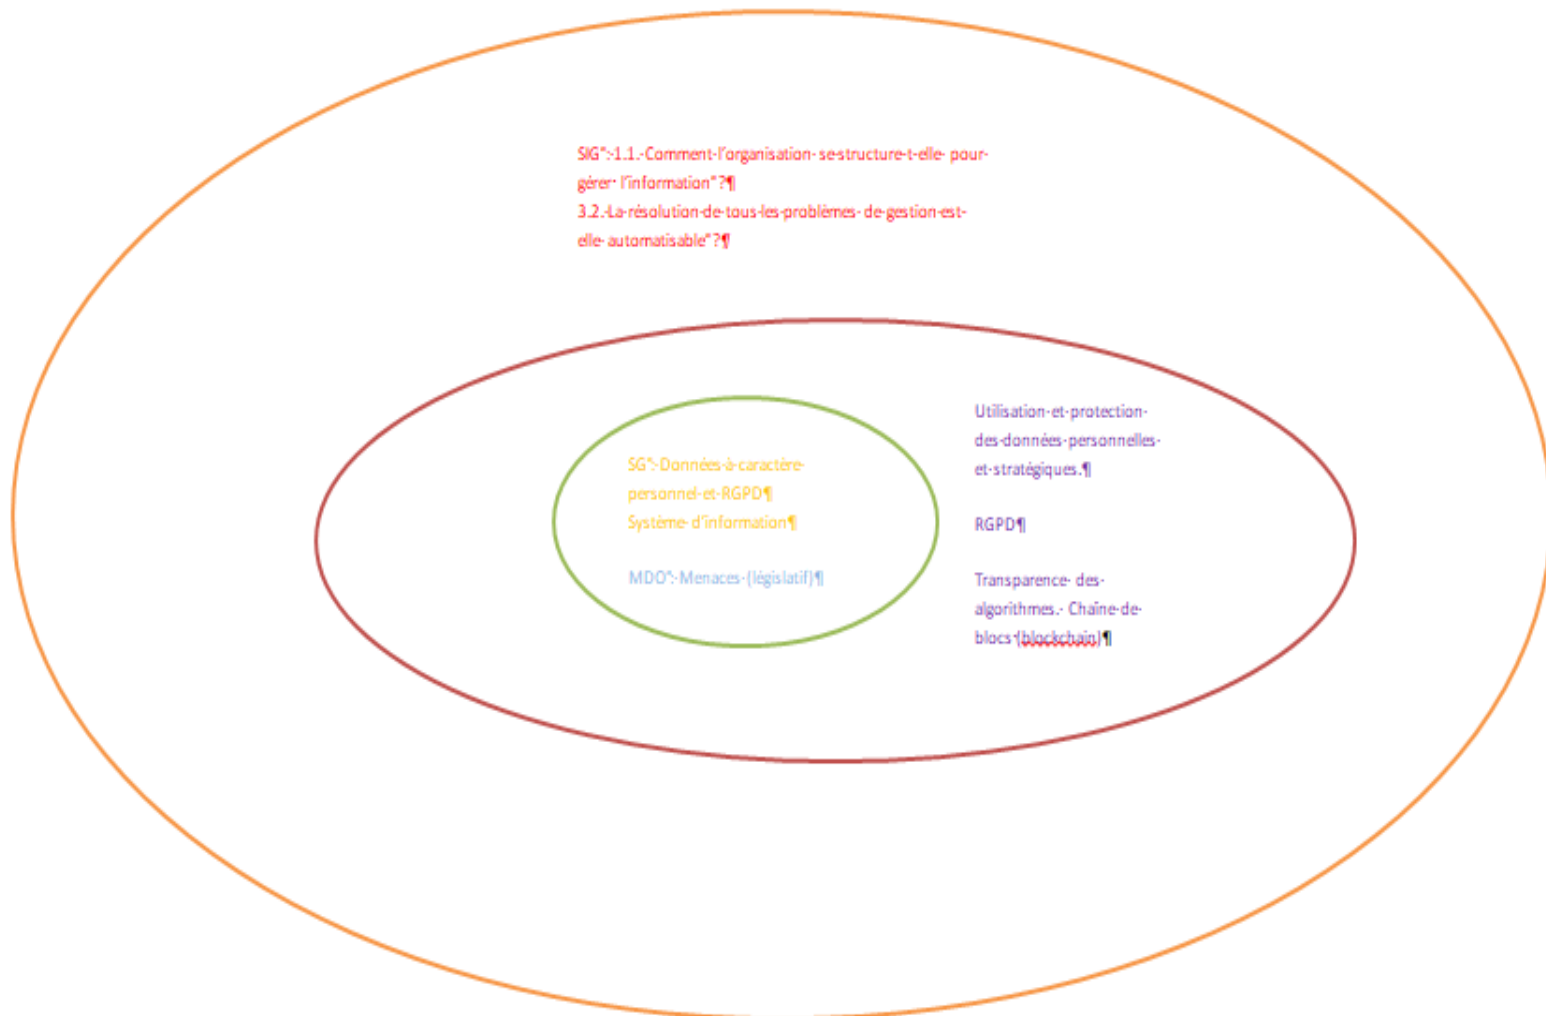 SIG°:·1.1.·Comment·l'organisation·se·structure-t-elle·pour·
gérer·l'information°?¶
3.2.·La·résolution·de·tous·les·problèmes·de·gestion·est-
elle·automatisable°?¶
Utilisation·et·protection·
des·données·personnelles·
et·stratégiques.¶
RGPD¶
Transparence·des·
algorithmes.·Chaîne·de·
blocs·(blockchain)¶
SG°:·Données·à·caractère·
personnel·et·RGPD¶
Système·d'information¶
MDO°:·Menaces·(législatif)¶